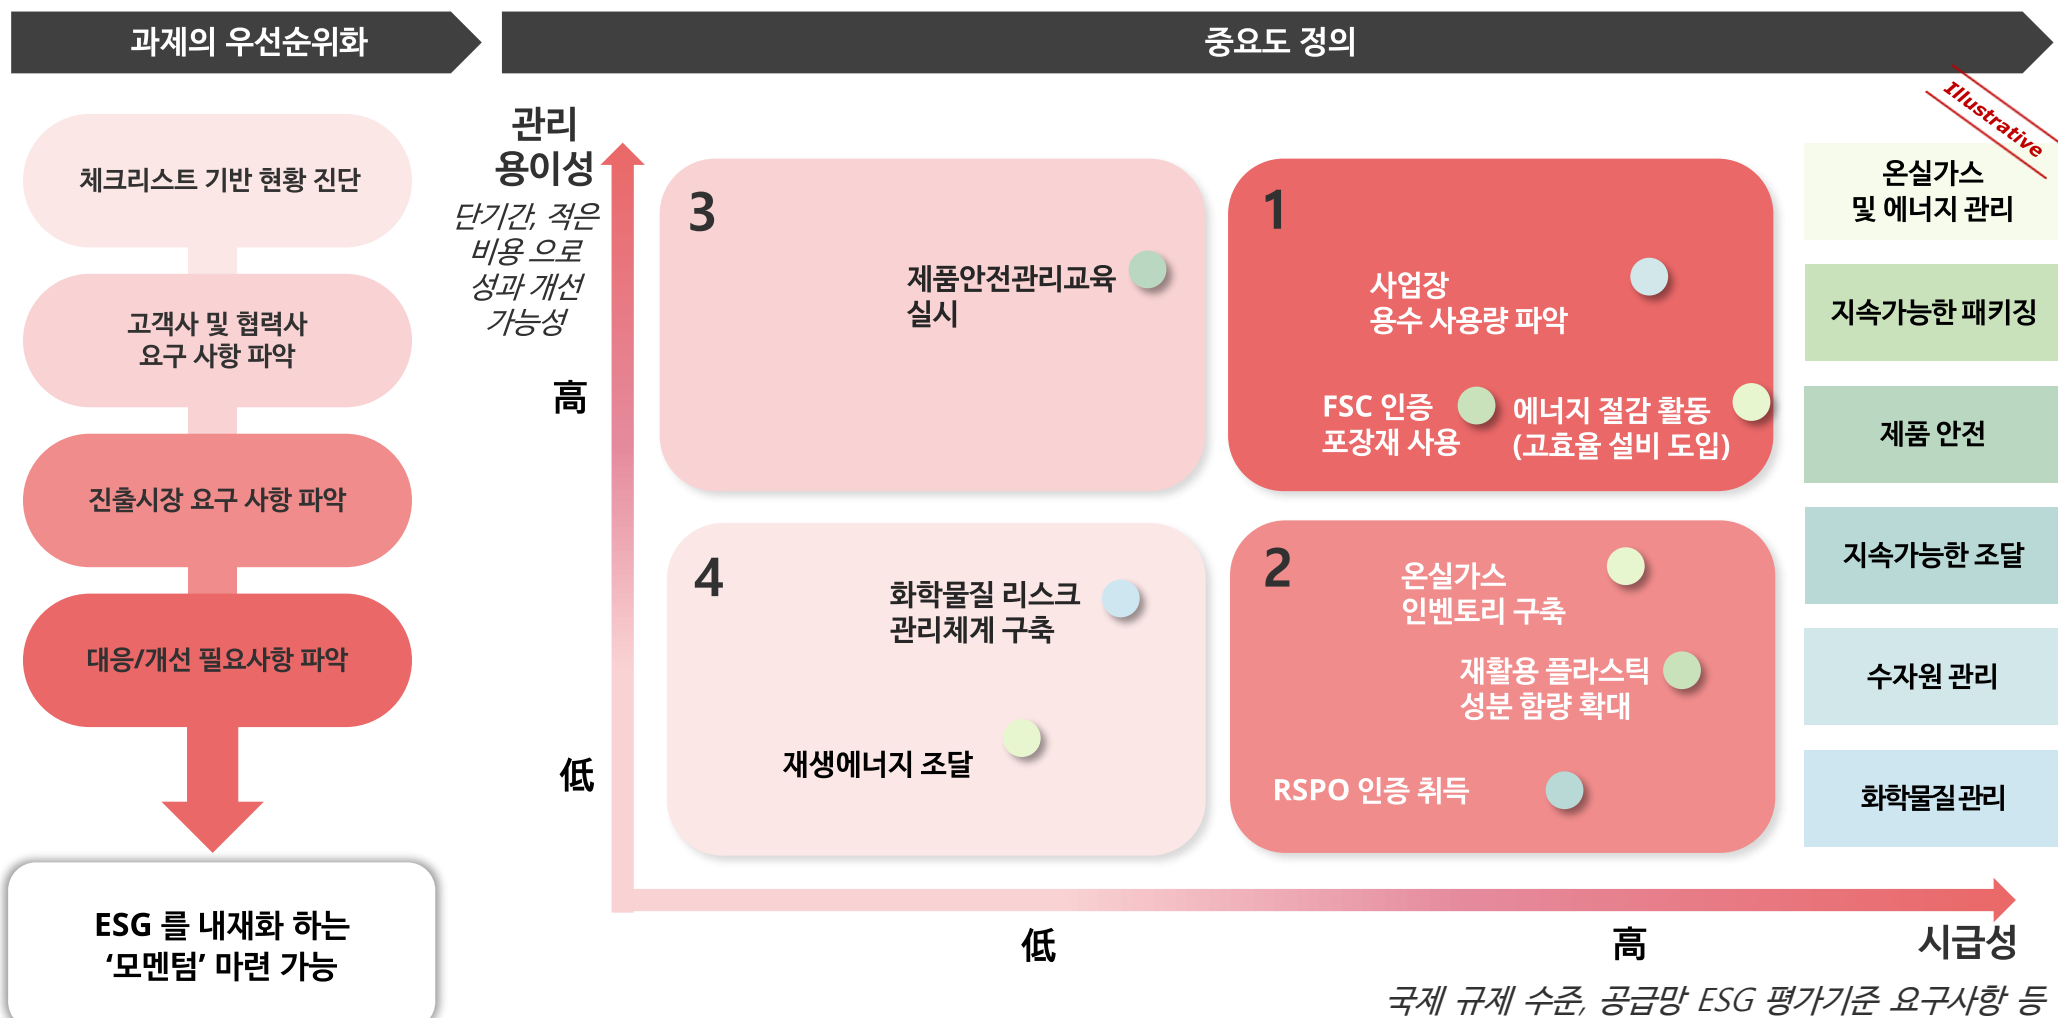 과제의 우선순위화
중요도 정의
Illustrative
체크리스트 기반 현황 진단
고객사 및 협력사
요구 사항 파악
진출시장 요구 사항 파악
대응/개선 필요사항 파악
ESG 를 내재화 하는
‘모멘텀’ 마련 가능
관리
용이성
단기간, 적은
비용 으로
성과 개선
가능성
高
低
3
제품안전관리교육
실시
1
사업장
용수 사용량 파악
FSC 인증
포장재 사용
에너지 절감 활동
(고효율 설비 도입)
4
화학물질 리스크
관리체계 구축
재생에너지 조달
2
온실가스
인벤토리 구축
재활용 플라스틱
성분 함량 확대
RSPO 인증 취득
온실가스
및 에너지 관리
지속가능한 패키징
제품 안전
지속가능한 조달
수자원 관리
화학물질관리
低
高
시급성
국제 규제 수준, 공급망 ESG 평가기준 요구사항 등